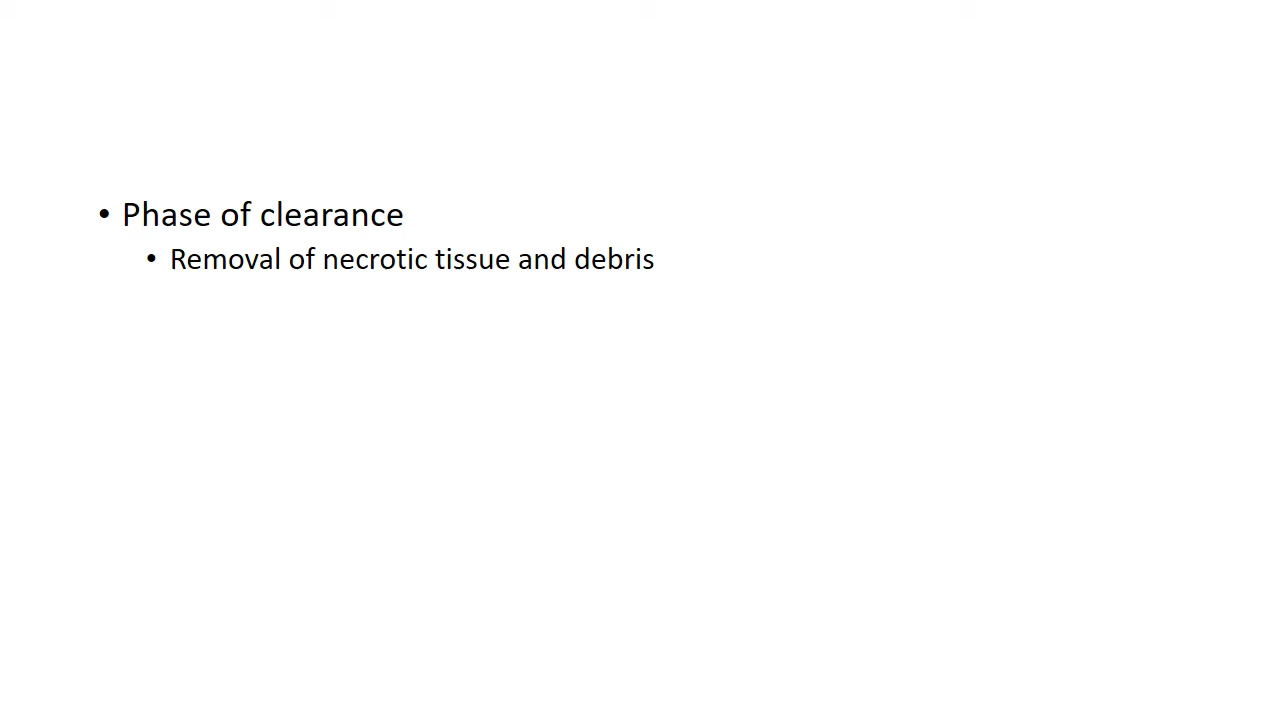 • Phase of clearance
• Removal of necrotic tissue and debris